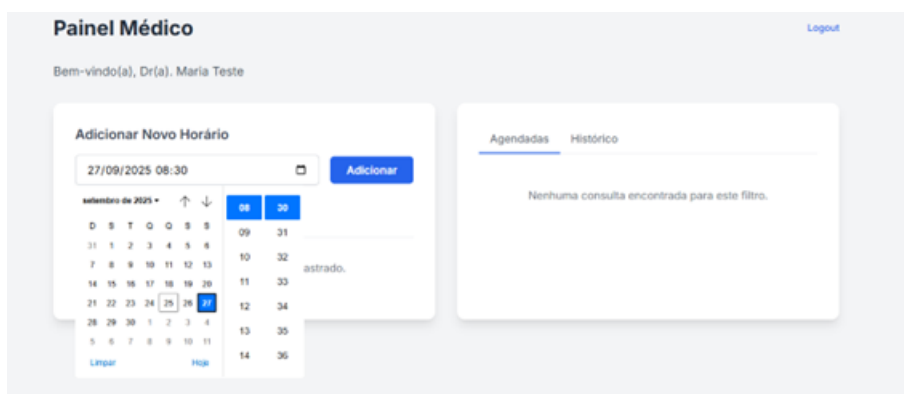 Painel Médico
Logout
Bem-vindo(a), Dr(a). Maria Teste
Adicionar Novo Horário
27/09/2025 08:30
Adicionar
setembro de 2025
D S T Q Q S S
31 1 2 3 4 5 6
7 8 9 10 11 12 13
14 15 16 17 18 19 20
21 22 23 24 25 26 27
28 29 30 1 2 3 4
5 6 7 8 9 10 11
Limpar
Hoje
08 30
09 31
10 32
11 33
12 34
13 35
14 36
astrado.
Agendadas
Histórico
Nenhuma consulta encontrada para este filtro.